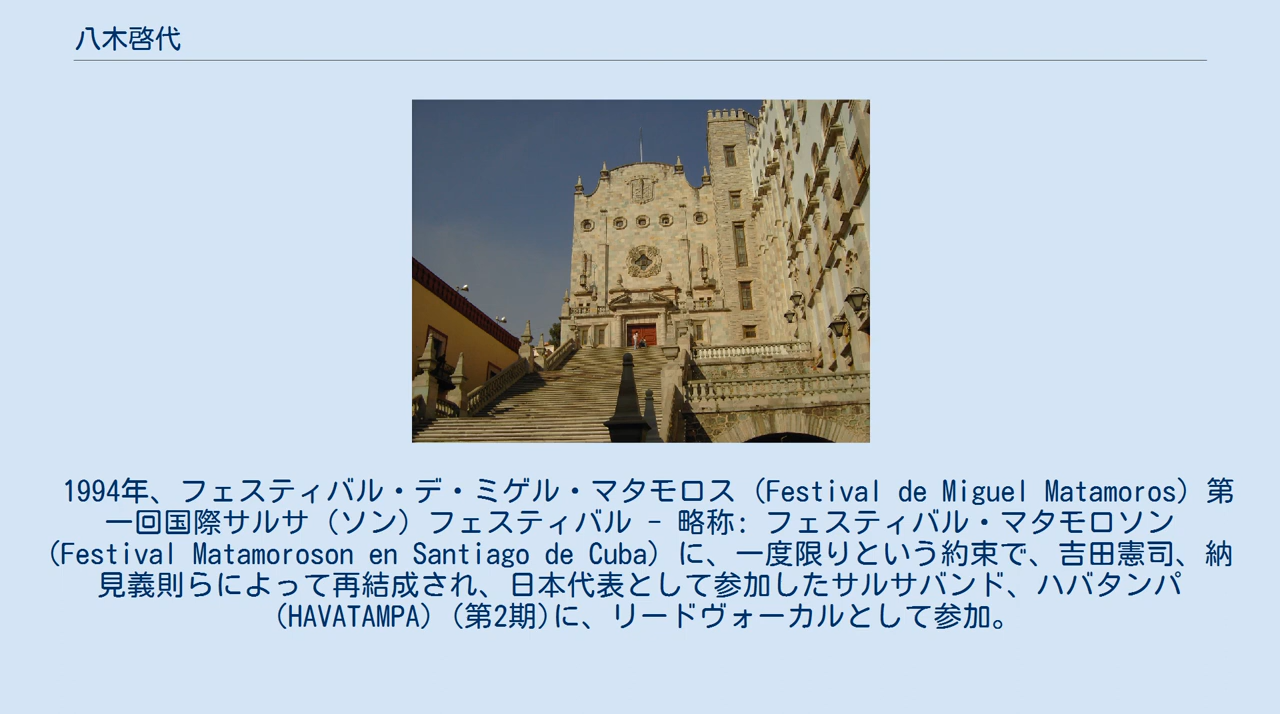 八木啓代
1994年、フェスティバル・デ・ミゲル・マタモロス（Festival de Miguel Matamoros）第
一回国際サルサ（ソン）フェスティバル - 略称: フェスティバル・マタモロソン
（Festival Matamoroson en Santiago de Cuba）に、一度限りという約束で、吉田憲司、納
見義則らによって再結成され、日本代表として参加したサルサバンド、ハバタンパ
（HAVATAMPA）(第2期)に、リードヴォーカルとして参加。